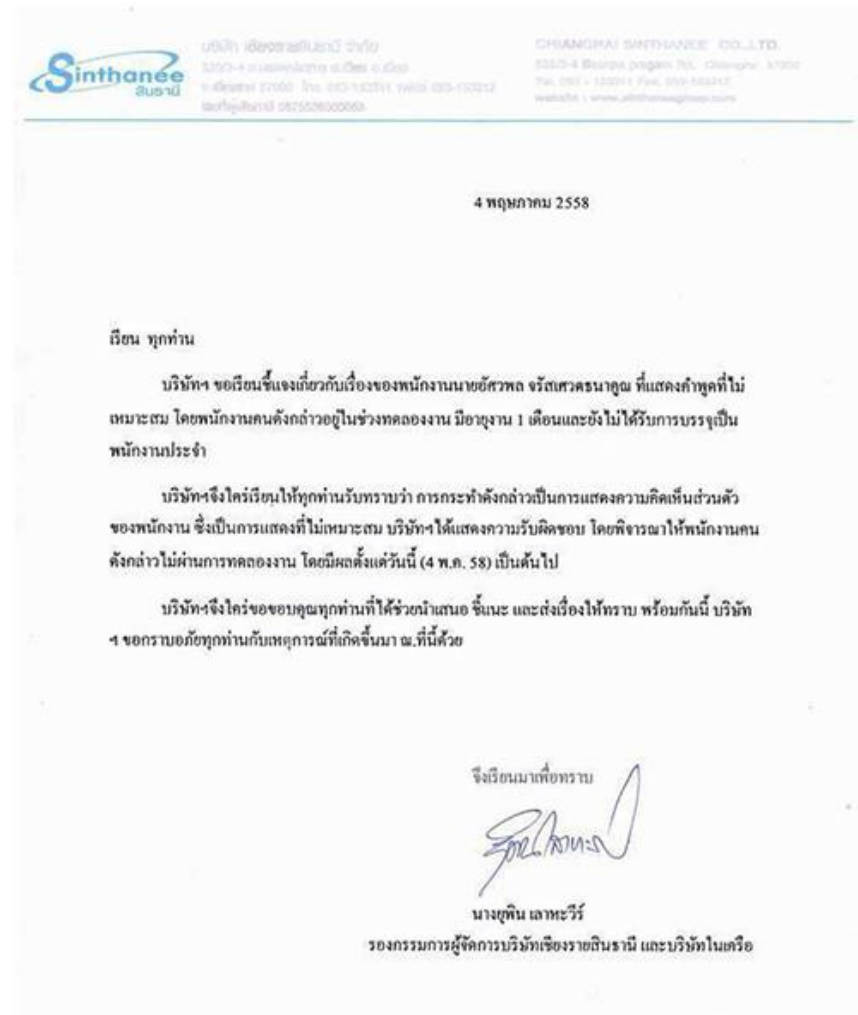 Sinthanee
สินธานี
บริษัท เชียงรายสินธานี จำกัด
CHIANGRAI SINTHANEE CO.,LTD.
4 พฤษภาคม 2558
เรียน ทุกท่าน
บริษัทฯ ขอเรียนชี้แจงเกี่ยวกับเรื่องของพนักงานนายอัศวพล จรัสเศวตธนาคูณ ที่แสดงคำพูดที่ไม่
เหมาะสม โดยพนักงานคนดังกล่าวอยู่ในช่วงทดลองงาน มีอายุงาน 1 เดือนและยังไม่ได้รับการบรรจุเป็น
พนักงานประจำ
บริษัทฯจึงใคร่เรียนให้ทุกท่านรับทราบว่า การกระทำดังกล่าวเป็นการแสดงความคิดเห็นส่วนตัว
ของพนักงาน ซึ่งเป็นการแสดงที่ไม่เหมาะสม บริษัทฯได้แสดงความรับผิดชอบ โดยพิจารณาให้พนักงานคน
ดังกล่าวไม่ผ่านการทดลองงาน โดยมีผลตั้งแต่วันนี้ (4 พ.ค. 58) เป็นต้นไป
บริษัทฯจึงใคร่ขอขอบคุณทุกท่านที่ได้ช่วยนำเสนอ ชี้แนะ และส่งเรื่องให้ทราบ พร้อมกันนี้ บริษัท
ฯ ขอกราบอภัยทุกท่านกับเหตุการณ์ที่เกิดขึ้นมา ณ.ที่นี้ด้วย
จึงเรียนมาเพื่อทราบ
นางยุพิน เลาหะวีร์
รองกรรมการผู้จัดการบริษัทเชียงรายสินธานี และบริษัทในเครือ